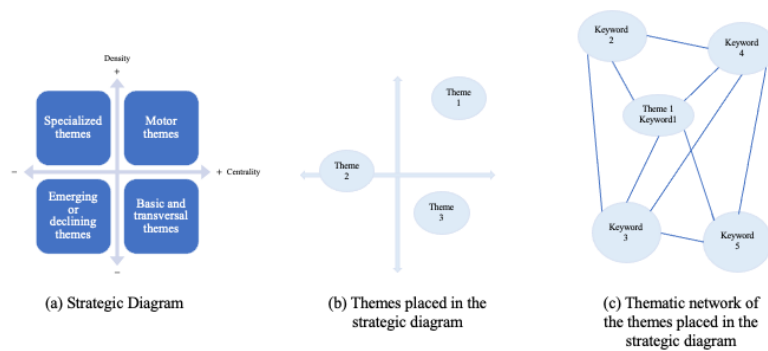 Density
+
Specialized
themes
Motor
themes
−
+ Centrality
Emerging
or
declining
themes
Basic and
transversal
themes
−
(a) Strategic Diagram
Theme
1
Theme
2
Theme
3
(b) Themes placed in the
strategic diagram
Keyword
2
Keyword
4
Theme 1
Keyword1
Keyword
3
Keyword
5
(c) Thematic network of
the themes placed in the
strategic diagram